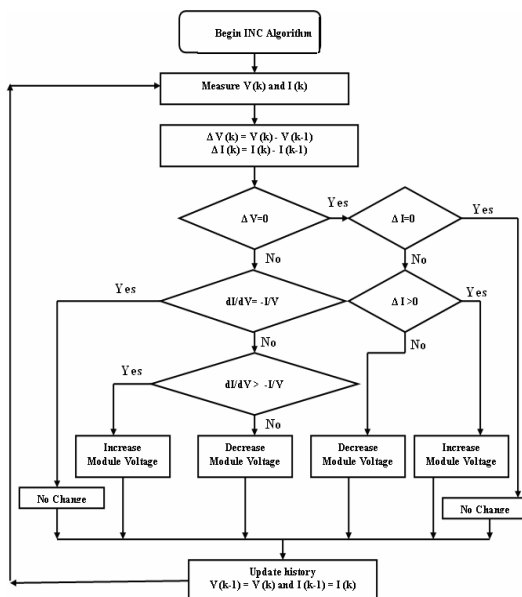 Begin INC Algorithm
Measure V (k) and I (k)
Δ V (k) = V (k) - V (k-1)
Δ I (k) = I (k) - I (k-1)
Δ V=0
Yes
Δ I=0
Yes
No
No
Yes
dI/dV= -I/V
Δ I >0
Yes
No
No
Yes
dI/dV > -I/V
No
Increase
Module Voltage
Decrease
Module Voltage
Decrease
Module Voltage
Increase
Module Voltage
No Change
No Change
Update history
V (k-1) = V (k) and I (k-1) = I (k)